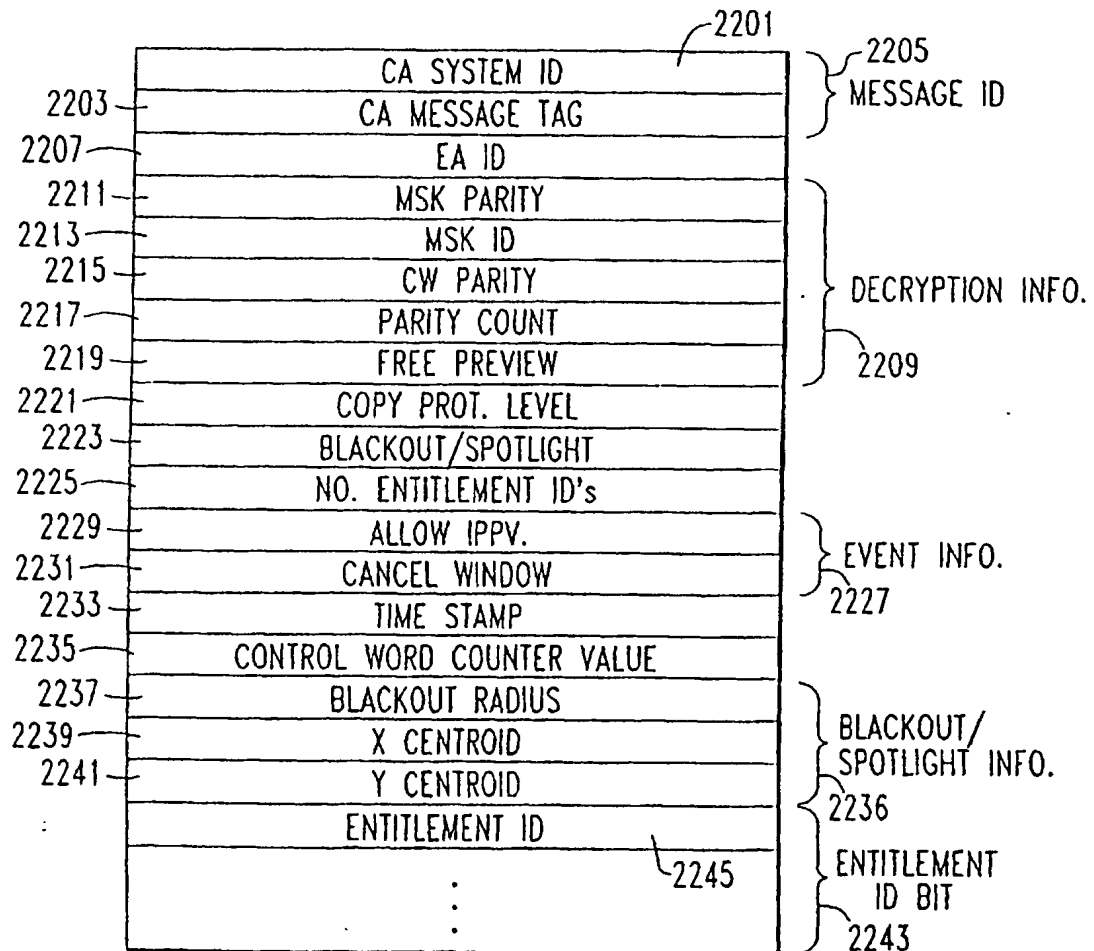 2201
CA SYSTEM ID
2205
MESSAGE ID
2203
CA MESSAGE TAG
2207
EA ID
2211
MSK PARITY
2213
MSK ID
2215
CW PARITY
DECRYPTION INFO.
2217
PARITY COUNT
2219
FREE PREVIEW
2209
2221
COPY PROT. LEVEL
2223
BLACKOUT/SPOTLIGHT
2225
NO. ENTITLEMENT ID's
2229
ALLOW IPPV.
EVENT INFO.
2231
CANCEL WINDOW
2227
2233
TIME STAMP
2235
CONTROL WORD COUNTER VALUE
2237
BLACKOUT RADIUS
2239
X CENTROID
BLACKOUT/
SPOTLIGHT INFO.
2241
Y CENTROID
2236
ENTITLEMENT ID
2245
ENTITLEMENT
ID BIT
2243